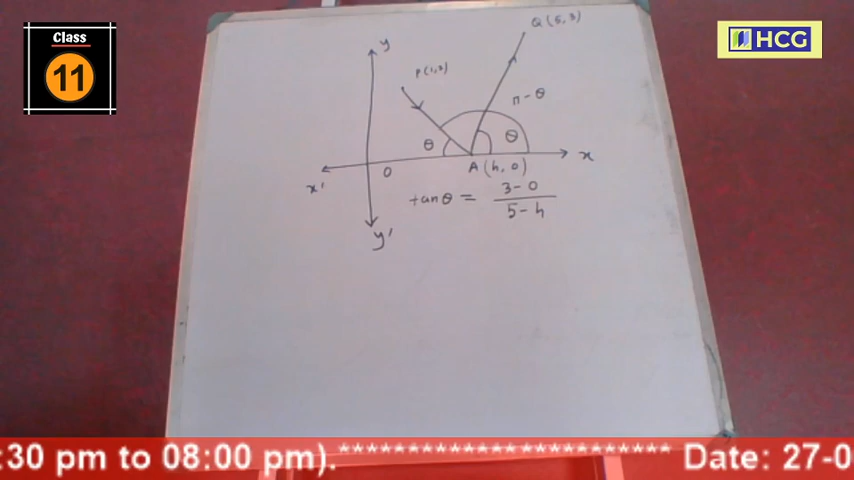 Class
11
HCG
Q(5,3)
y
P(1,2)
π-θ
θ
θ
x
x'
O
A(h,0)
tanθ = 3-0 / 5-h
y'
:30 pm to 08:00 pm).************************ Date: 27-0